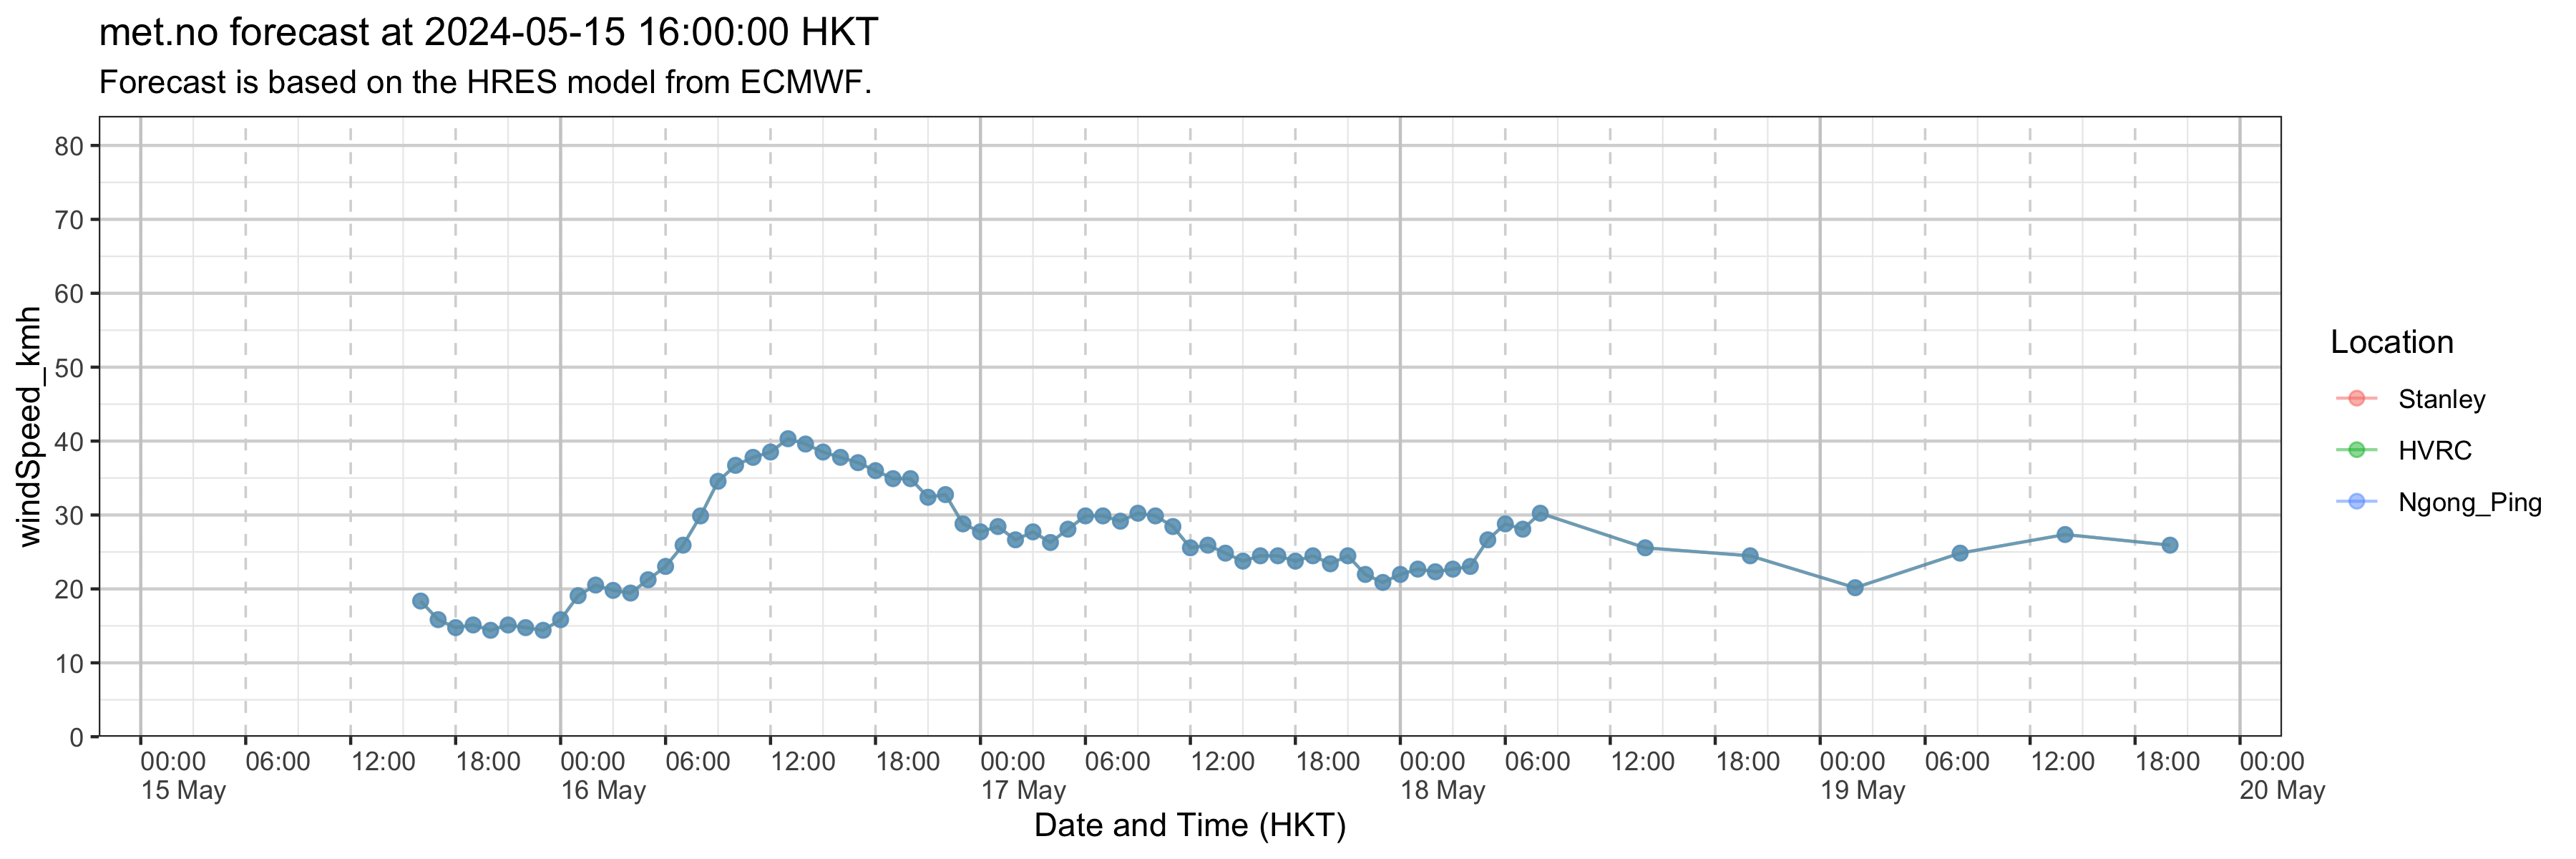 met.no forecast at 2024-05-15 16:00:00 HKT
Forecast is based on the HRES model from ECMWF.
windSpeed_kmh
80
70
60
50
40
30
20
10
0
00:00 06:00 12:00 18:00 00:00 06:00 12:00 18:00 00:00 06:00 12:00 18:00 00:00 06:00 12:00 18:00 00:00 06:00 12:00 18:00 00:00
15 May 16 May 17 May 18 May 19 May 20 May
Date and Time (HKT)
Location
Stanley
HVRC
Ngong_Ping